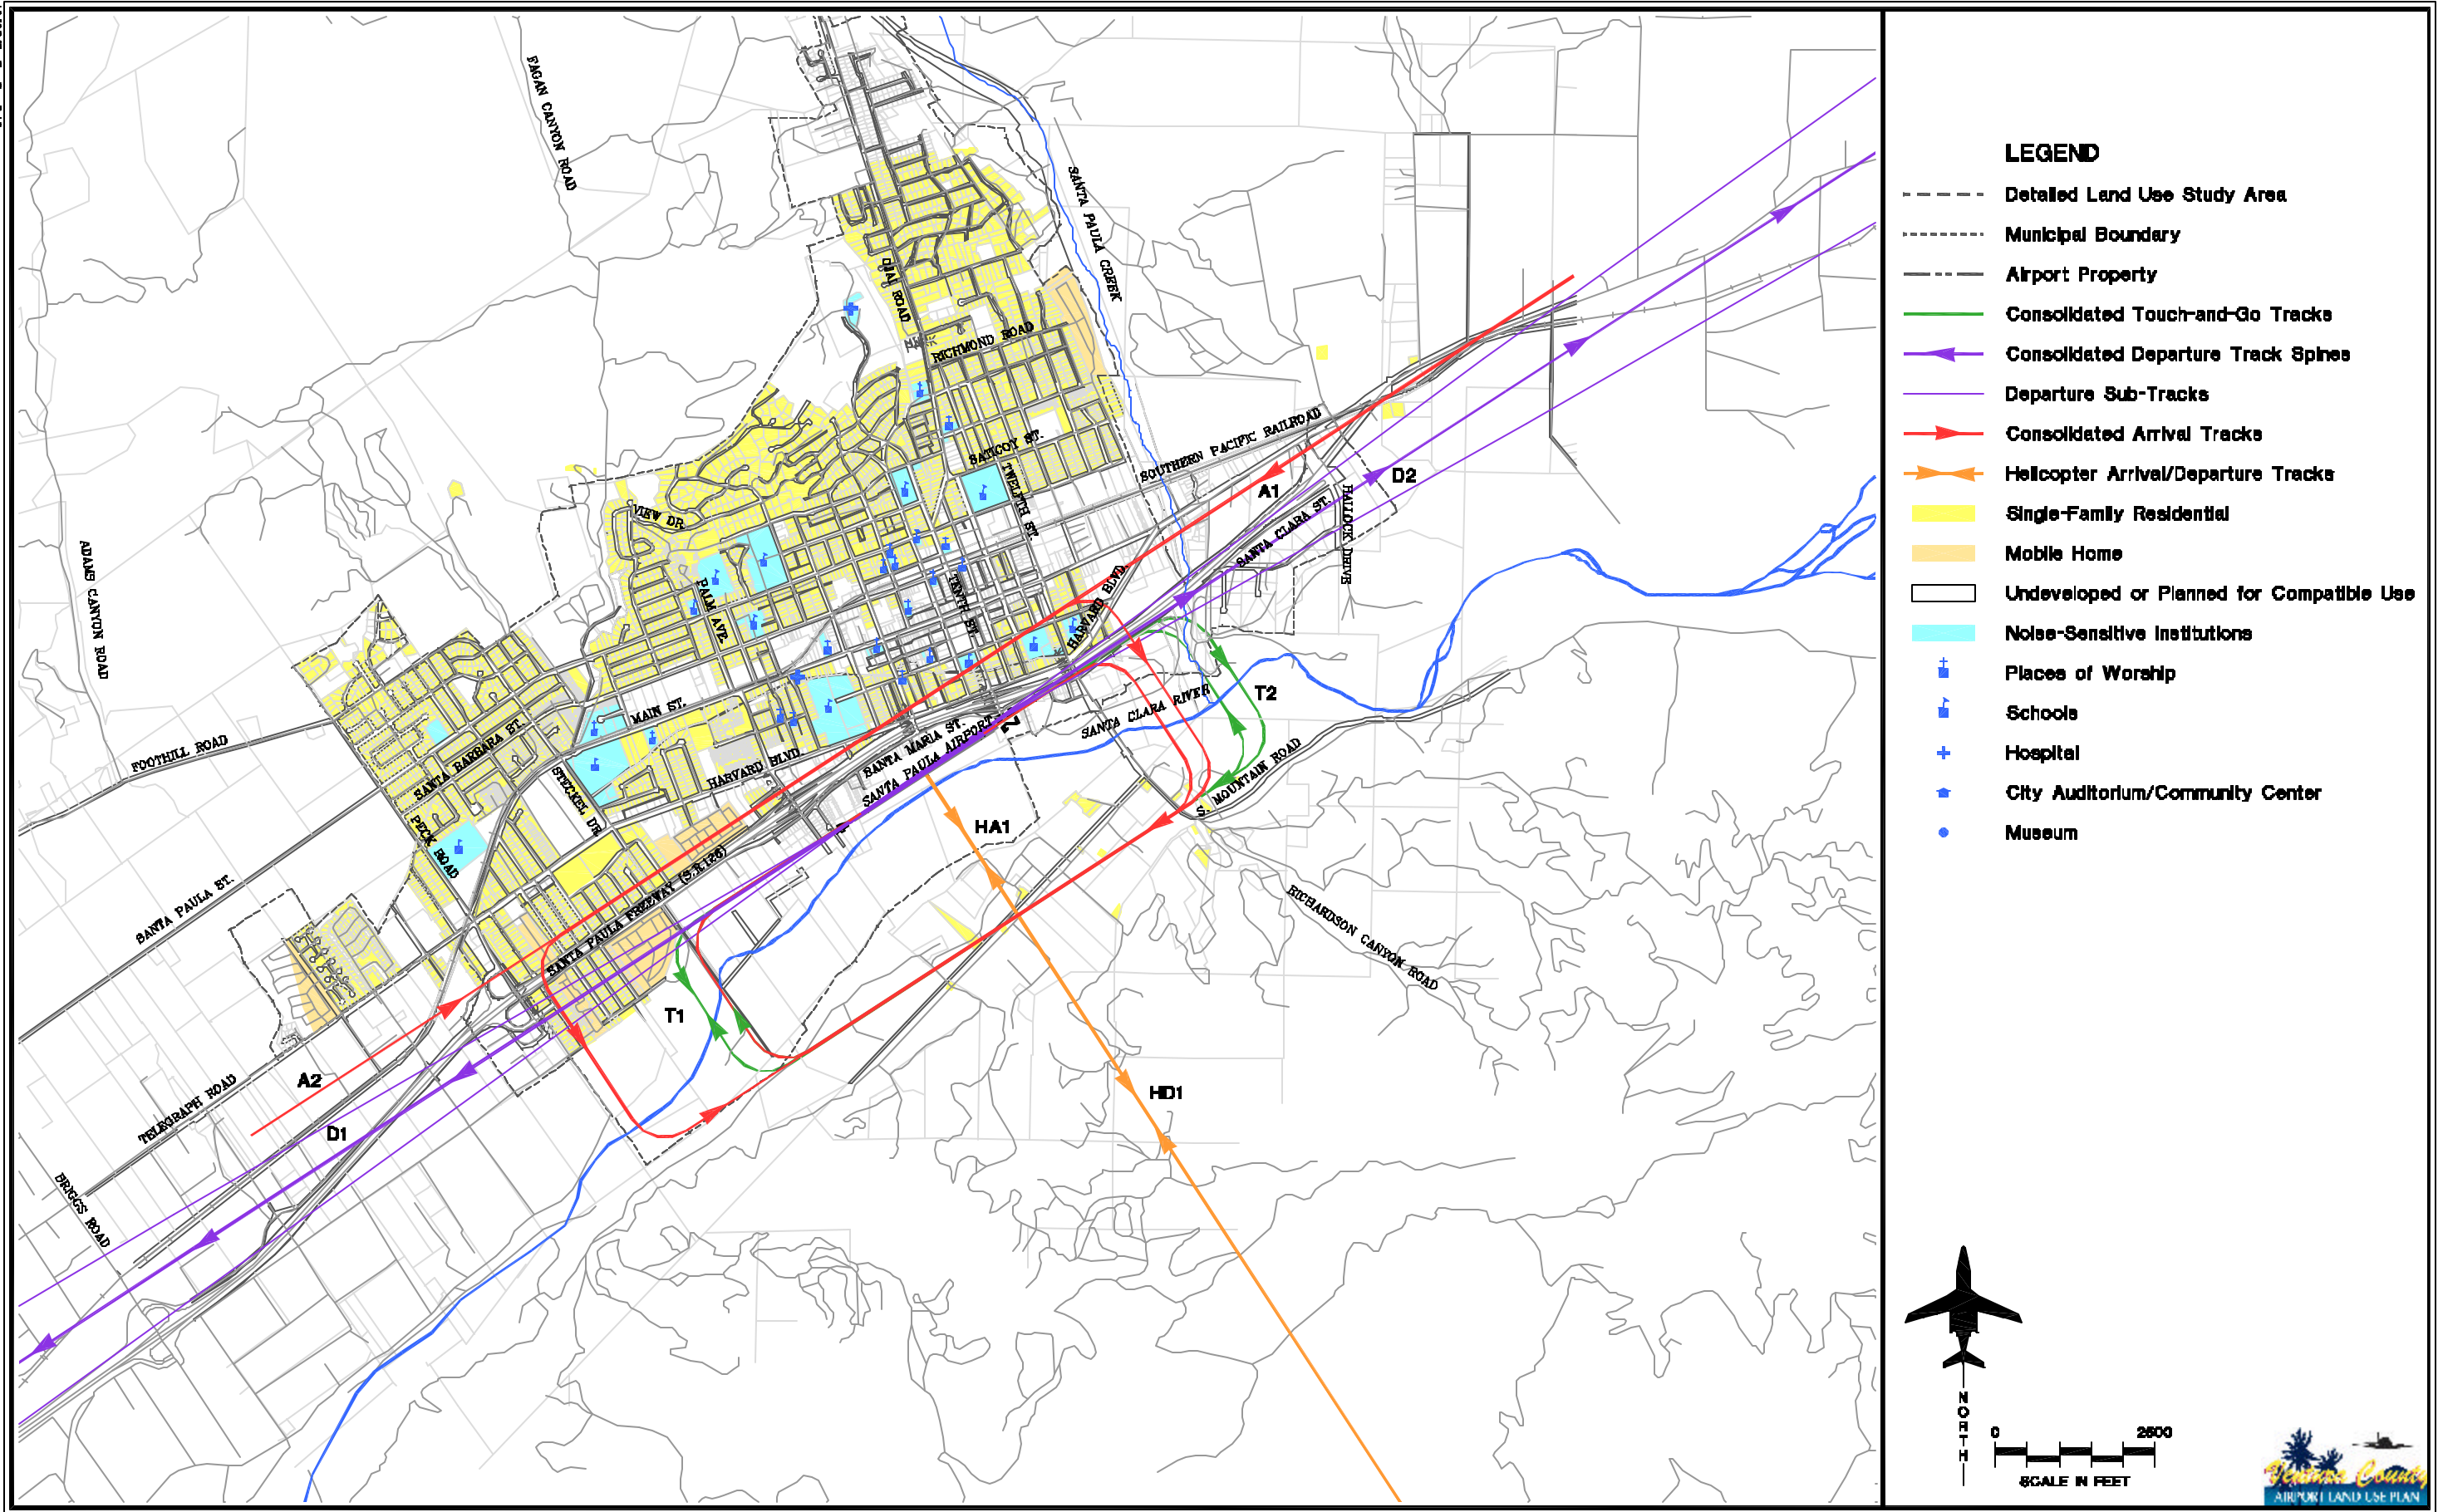 FAGAN CANYON ROAD
SANTA PAULA CREEK
OJAI ROAD
RICHMOND ROAD
SATICOY ST.
TWELFTH ST.
SOUTHERN PACIFIC RAILROAD
A1
D2
HALLOCK DRIVE
SANTA CLARA ST.
VIEW DR.
ADAMS CANYON ROAD
PALM AVE.
TENTH ST.
HARVARD BLVD.
T2
SANTA CLARA RIVER
MAIN ST.
FOOTHILL ROAD
SANTA BARBARA ST.
STECKEL DR.
HARVARD BLVD.
SANTA MARIA ST.
SANTA PAULA AIRPORT
22
S. MOUNTAIN ROAD
PECK ROAD
HA1
SANTA PAULA ST.
SANTA PAULA FREEWAY (S.R.126)
RICHARDSON CANYON ROAD
T1
A2
TELEGRAPH ROAD
HD1
D1
BRIGGS ROAD
LEGEND
Detailed Land Use Study Area
Municipal Boundary
Airport Property
Consolidated Touch-and-Go Tracks
Consolidated Departure Track Spines
Departure Sub-Tracks
Consolidated Arrival Tracks
Helicopter Arrival/Departure Tracks
Single-Family Residential
Mobile Home
Undeveloped or Planned for Compatible Use
Noise-Sensitive Institutions
Places of Worship
Schools
Hospital
City Auditorium/Community Center
Museum
NORTH
0 2500
SCALE IN FEET
Ventura County
AIRPORT LAND USE PLAN